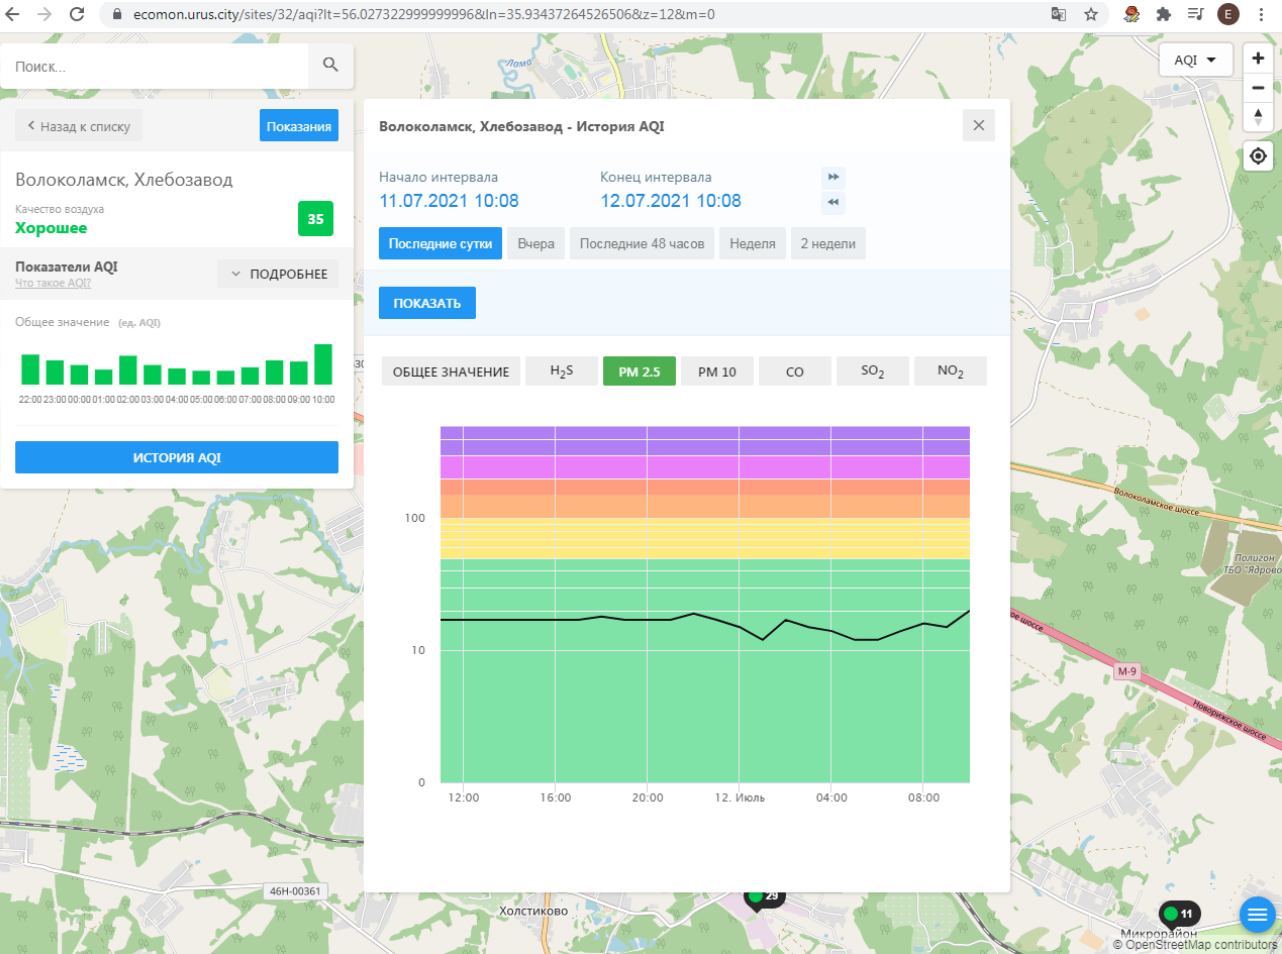 ecomon.urus.city/sites/32/aqi?lt=56.027322999999996&ln=35.93437264526506&z=12&m=0
E
Поиск...
AQI
Лома
Назад к списку
Показания
Волоколамск, Хлебозавод
Качество воздуха
Хорошее
35
Показатели AQI
Что такое AQI?
ПОДРОБНЕЕ
Общее значение (ед. AQI)
22:00 23:00 00:00 01:00 02:00 03:00 04:00 05:00 06:00 07:00 08:00 09:00 10:00
ИСТОРИЯ AQI
Волоколамск, Хлебозавод - История AQI
Начало интервала
11.07.2021 10:08
Конец интервала
12.07.2021 10:08
Последние сутки
Вчера
Последние 48 часов
Неделя
2 недели
ПОКАЗАТЬ
ОБЩЕЕ ЗНАЧЕНИЕ
H2S
PM 2.5
PM 10
CO
SO2
NO2
100
10
0
12:00 16:00 20:00 12. Июль 04:00 08:00
Волоколамское шоссе
Полигон
ТБО "Ядрово
ое шоссе
М-9
Новорижское шоссе
46Н-00361
Холстиково
29
11
Микрорайон
© OpenStreetMap contributors